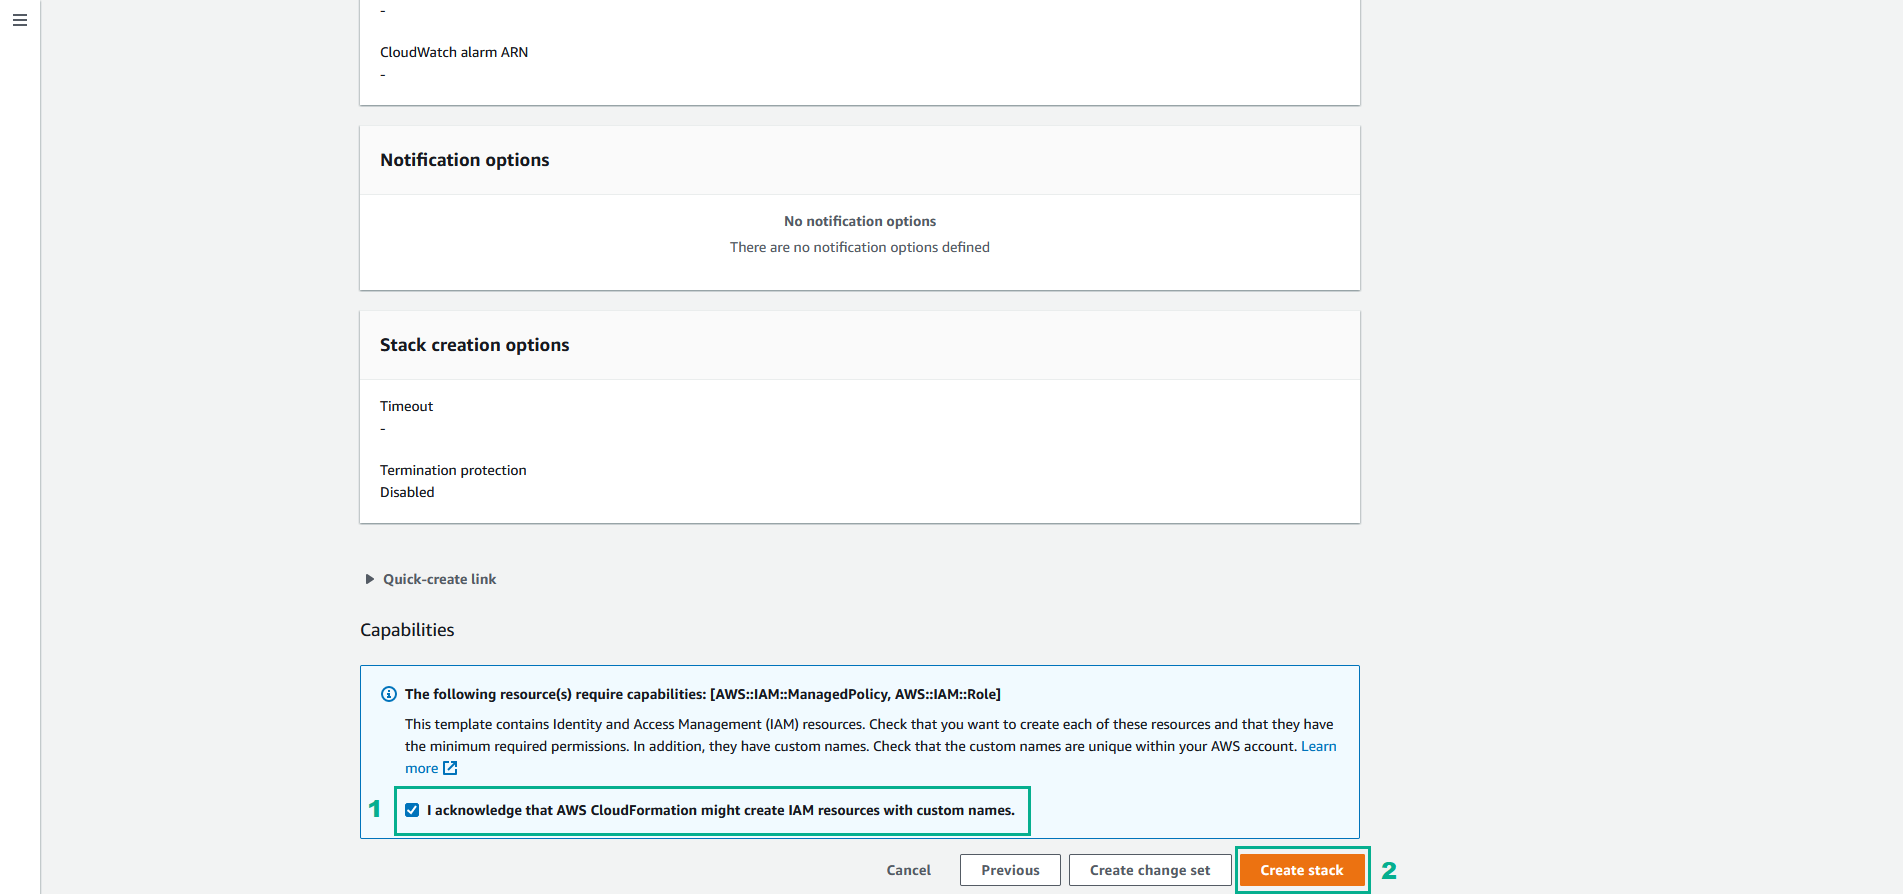 -
CloudWatch alarm ARN
-
Notification options
No notification options
There are no notification options defined
Stack creation options
Timeout
-
Termination protection
Disabled
Quick-create link
Capabilities
The following resource(s) require capabilities: [AWS::IAM::ManagedPolicy, AWS::IAM::Role]
This template contains Identity and Access Management (IAM) resources. Check that you want to create each of these resources and that they have
the minimum required permissions. In addition, they have custom names. Check that the custom names are unique within your AWS account. Learn
more
1 I acknowledge that AWS CloudFormation might create IAM resources with custom names.
Cancel Previous Create change set Create stack 2